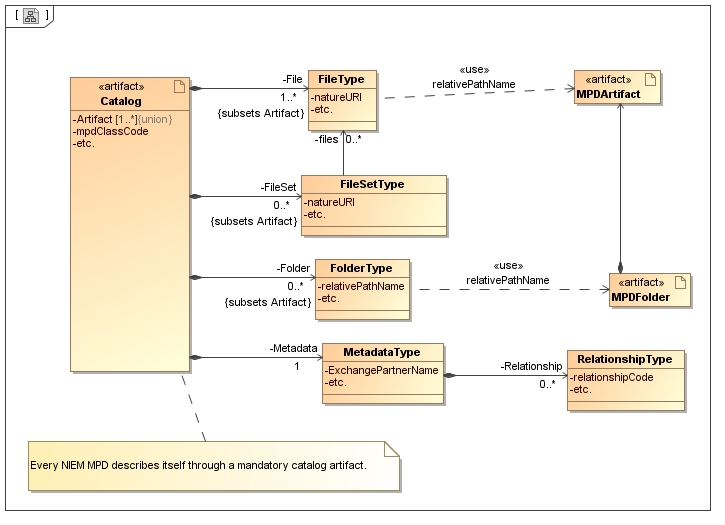 [ ]
«artifact»
Catalog
-Artifact [1..*]{union}
-mpdClassCode
-etc.
-File
1..*
{subsets Artifact}
FileType
-natureURI
-etc.
«use»
relativePathName
«artifact»
MPDArtifact
-files 0..*
-FileSet
0..*
{subsets Artifact}
FileSetType
-natureURI
-etc.
-Folder
0..*
{subsets Artifact}
FolderType
-relativePathName
-etc.
«use»
relativePathName
«artifact»
MPDFolder
-Metadata
1
MetadataType
-ExchangePartnerName
-etc.
-Relationship
0..*
RelationshipType
-relationshipCode
-etc.
Every NIEM MPD describes itself through a mandatory catalog artifact.